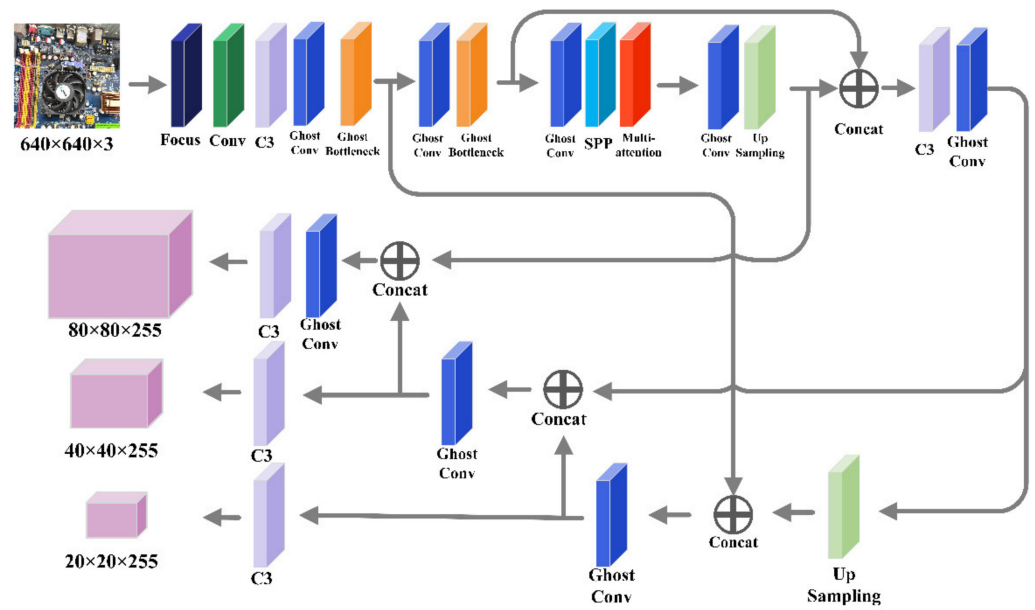 640×640×3
Focus
Conv
C3
Ghost
Conv
Ghost
Bottleneck
Ghost
Conv
Ghost
Bottleneck
Ghost
Conv
SPP
Multi-
attention
Ghost
Conv
Up
Sampling
Concat
C3
Ghost
Conv
80×80×255
C3
Ghost
Conv
Concat
40×40×255
C3
Ghost
Conv
Concat
20×20×255
C3
Ghost
Conv
Concat
Up
Sampling